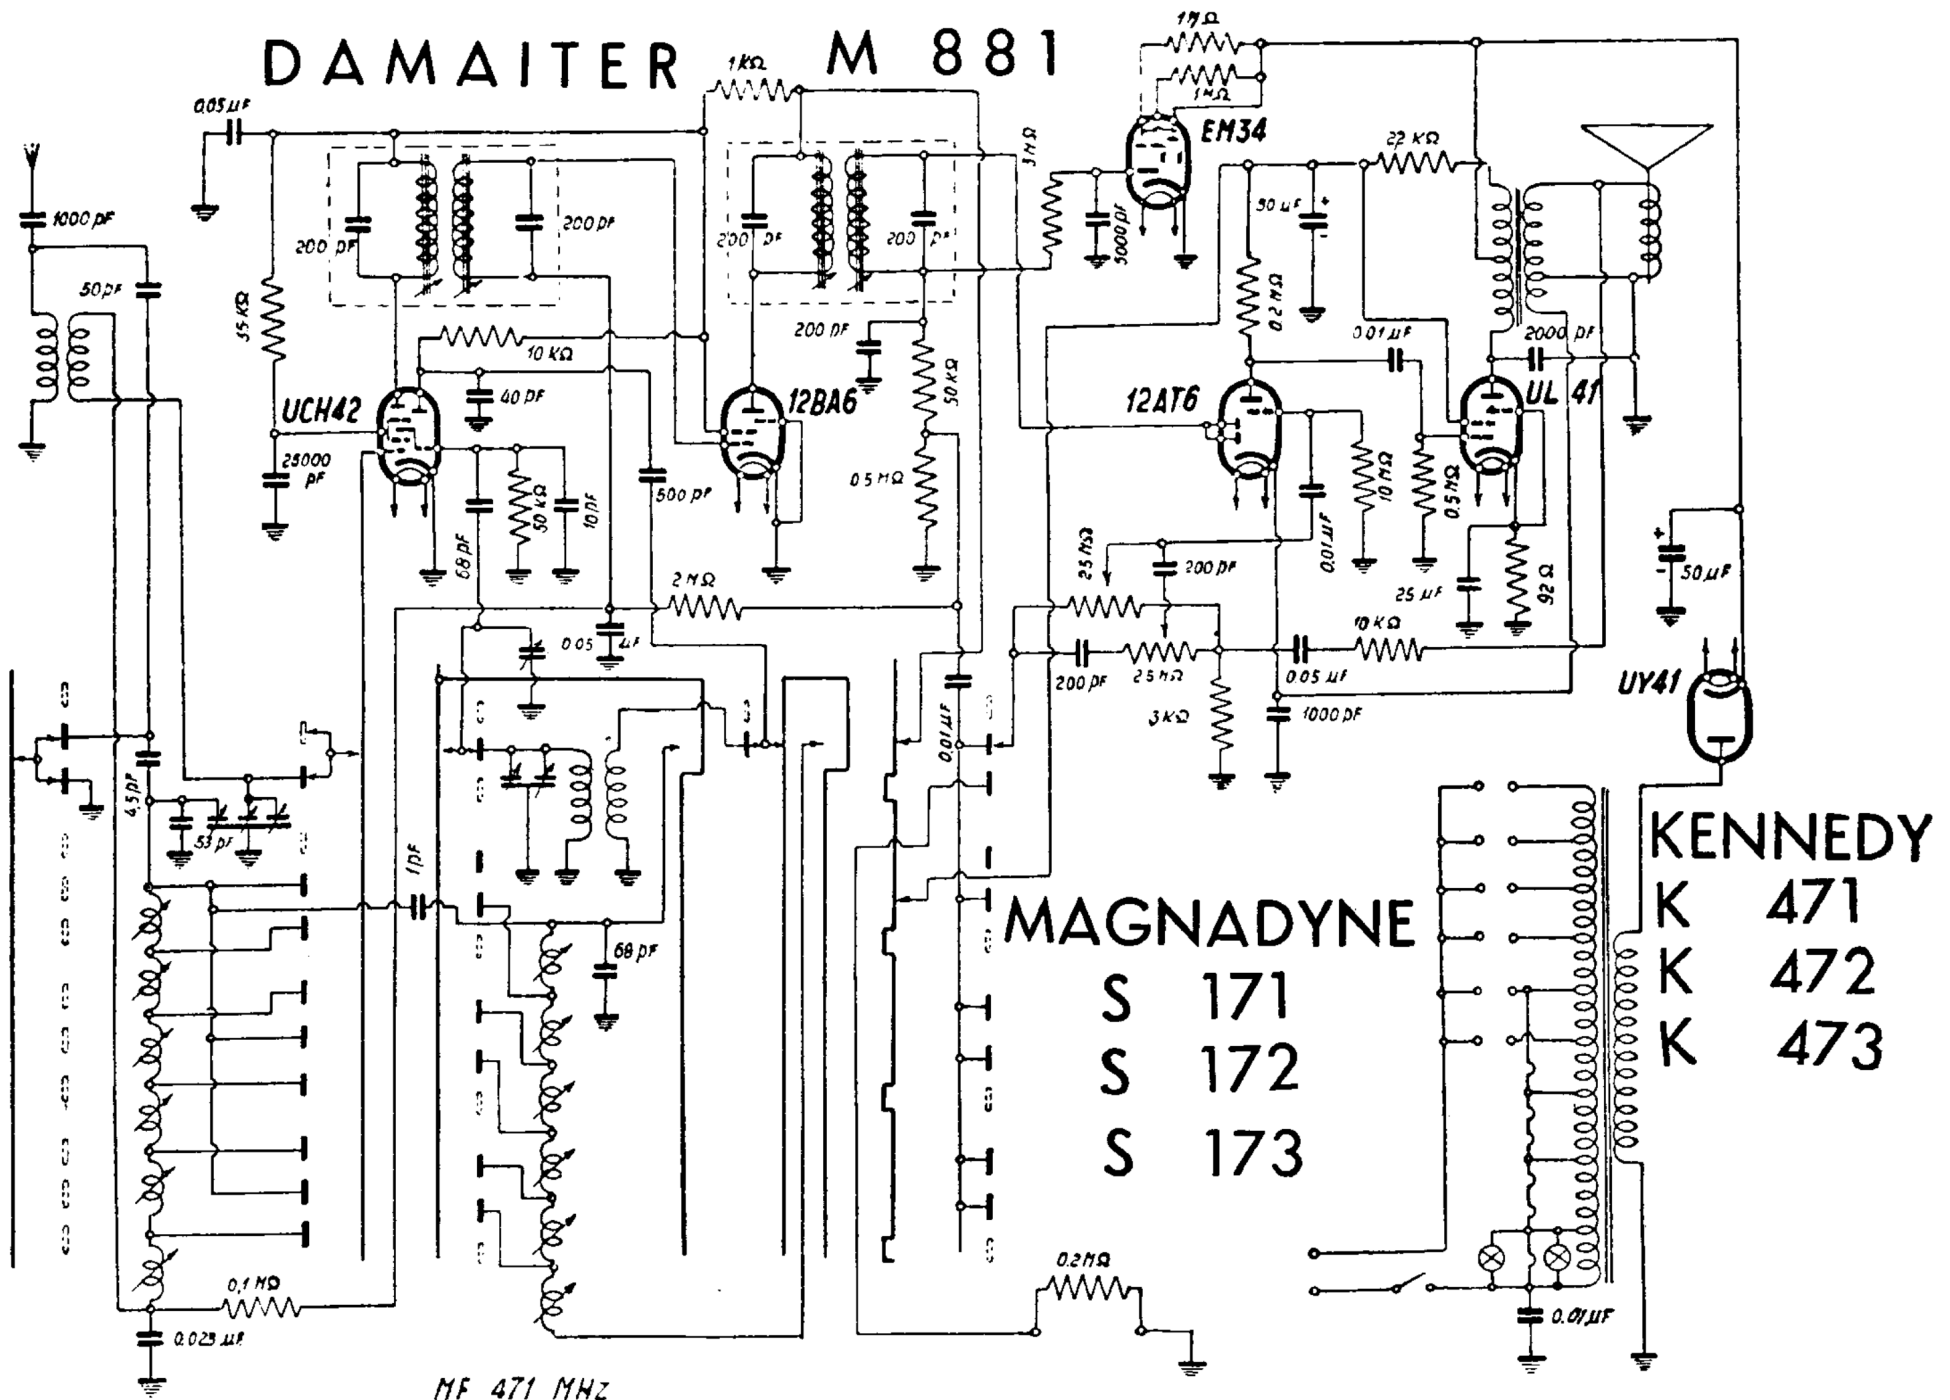 DAMAITER M 881
1 MΩ
1 MΩ
1 KΩ
0.05 µF
EM34
3 MΩ
22 KΩ
1000 pF
200 pF
200 pF
200 pF
200 pF
5000 pF
50 µF
50 pF
55 KΩ
0.2 MΩ
200 pF
10 KΩ
0.01 µF
2000 pF
UCH42
40 pF
12BA6
50 KΩ
12AT6
UL 41
25000 pF
500 pF
0.5 MΩ
10 MΩ
0.5 MΩ
68 pF
50 KΩ
10 pF
0.01 µF
50 µF
2 MΩ
25 MΩ
200 pF
25 µF
92 Ω
0.05 µF
10 KΩ
200 pF
25 MΩ
0.05 µF
UY41
0.01 µF
3 KΩ
1000 pF
4,5 pF
53 pF
1 pF
68 pF
KENNEDY
K 471
K 472
K 473
MAGNADYNE
S 171
S 172
S 173
0,1 MΩ
0.2 MΩ
0.025 µF
0.01 µF
MF 471 MHz